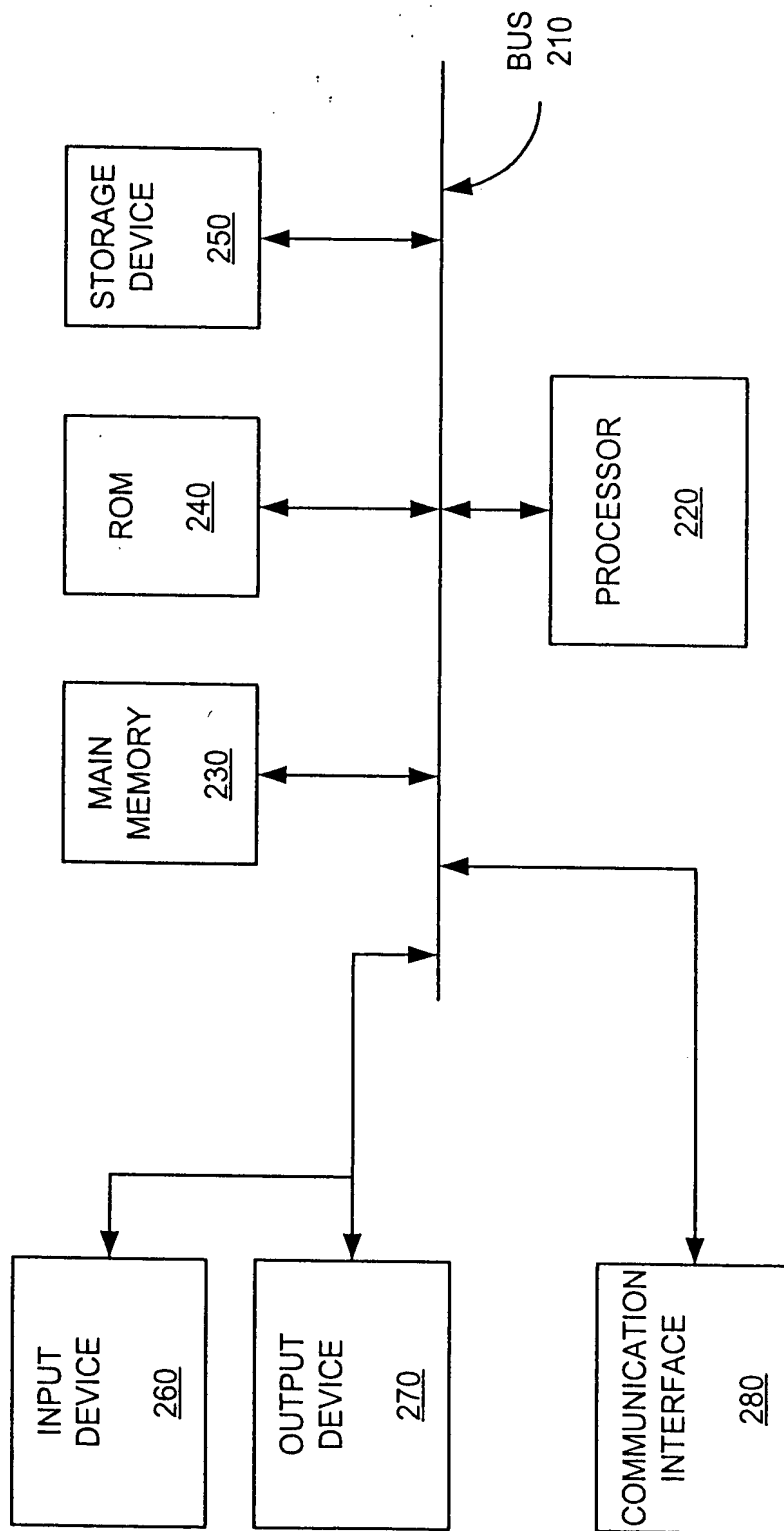 INPUT
DEVICE
260
OUTPUT
DEVICE
270
COMMUNICATION
INTERFACE
280
MAIN
MEMORY
230
ROM
240
STORAGE
DEVICE
250
PROCESSOR
220
BUS
210